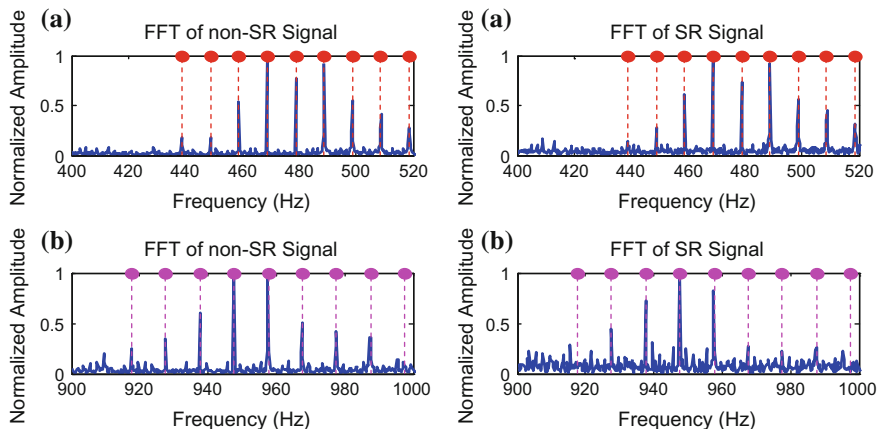 (a)
FFT of non-SR Signal
Normalized Amplitude
1
0.5
0
400 420 440 460 480 500 520
Frequency (Hz)
(a)
FFT of SR Signal
Normalized Amplitude
1
0.5
0
400 420 440 460 480 500 520
Frequency (Hz)
(b)
FFT of non-SR Signal
Normalized Amplitude
1
0.5
0
900 920 940 960 980 1000
Frequency (Hz)
(b)
FFT of SR Signal
Normalized Amplitude
1
0.5
0
900 920 940 960 980 1000
Frequency (Hz)